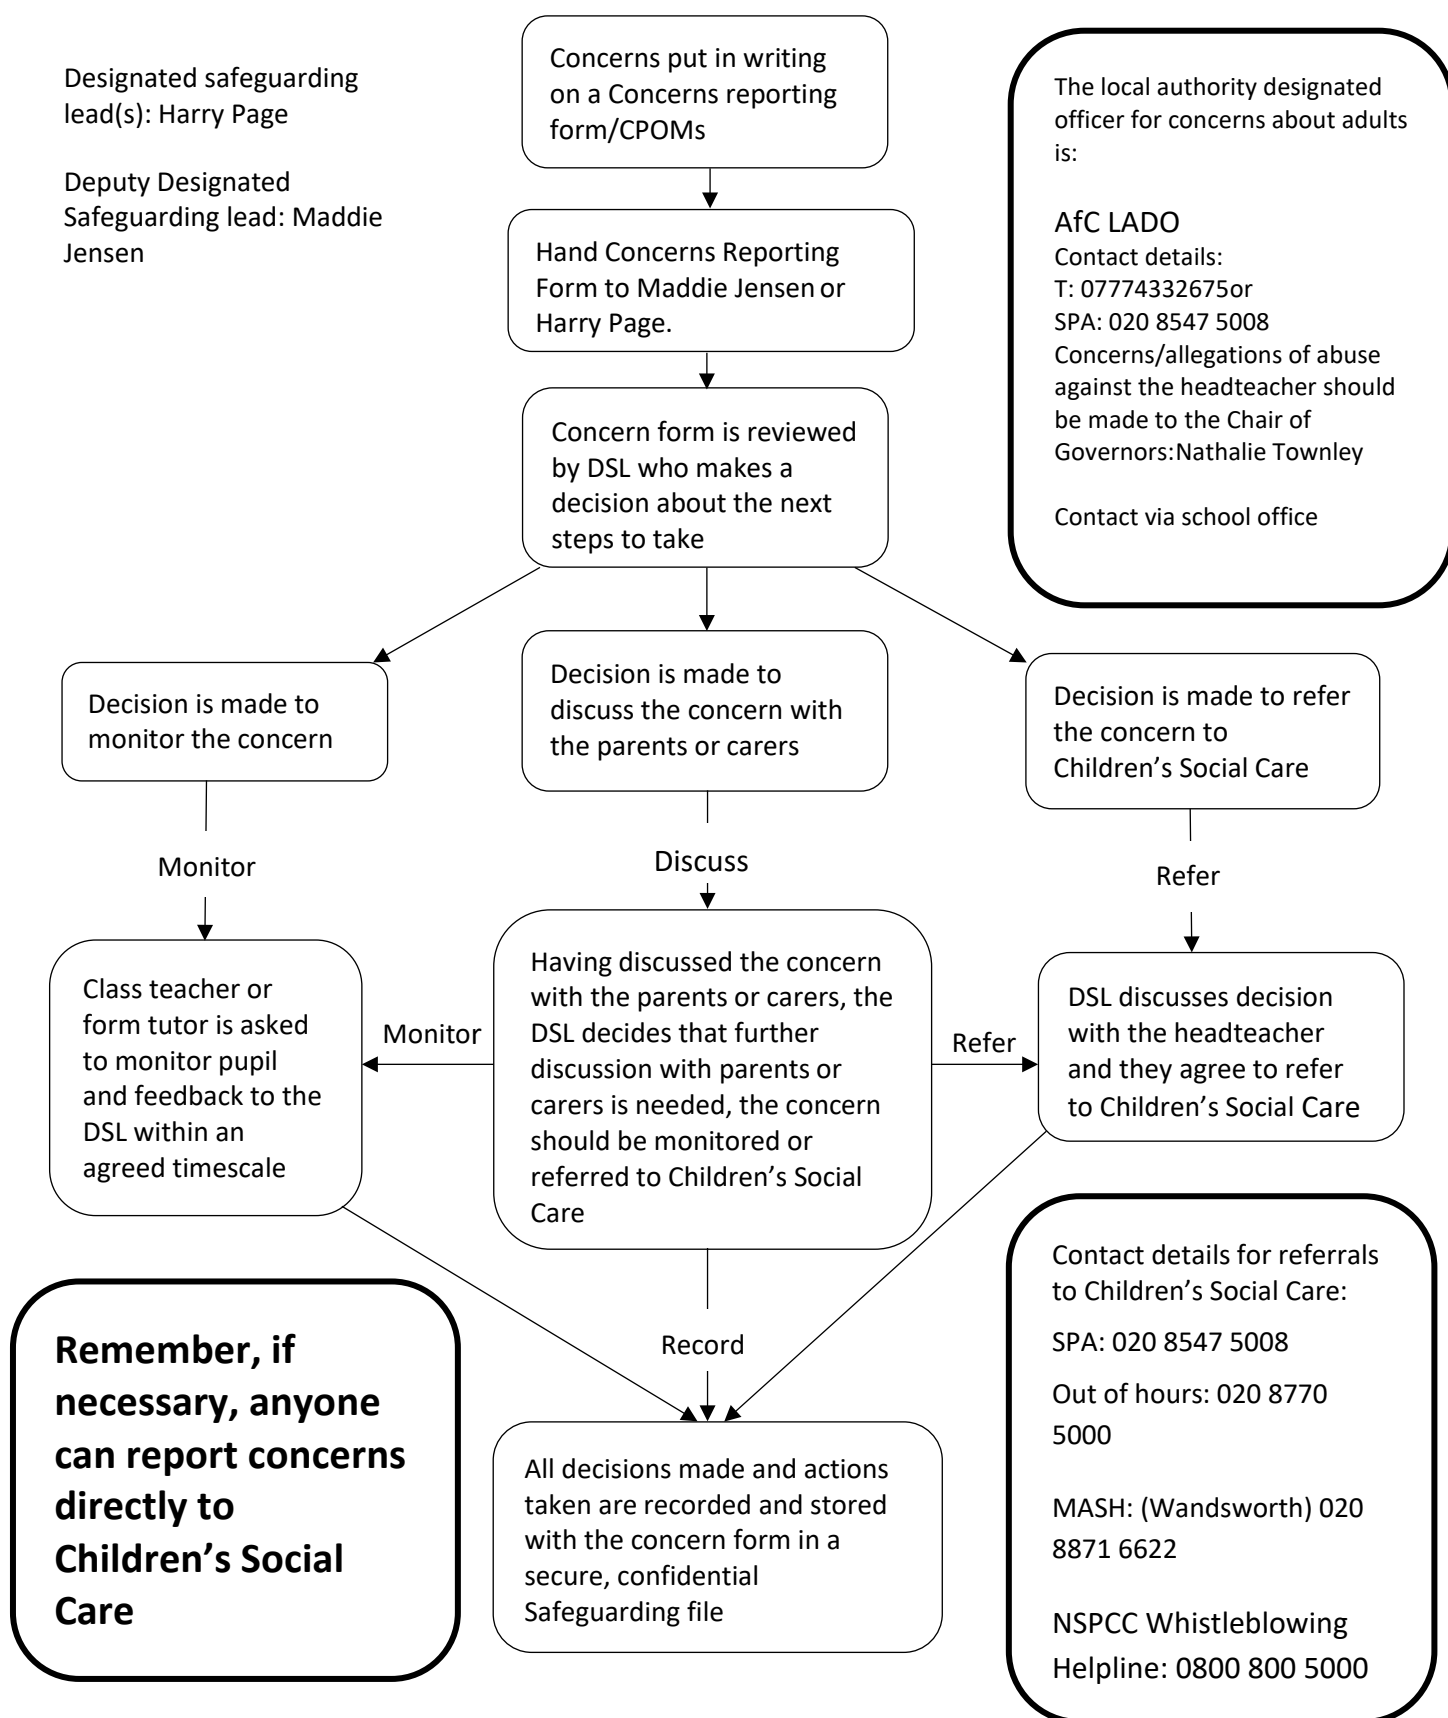 Designated safeguarding
lead(s): Harry Page
Deputy Designated
Safeguarding lead: Maddie
Jensen
Concerns put in writing
on a Concerns reporting
form/CPOMs
The local authority designated
officer for concerns about adults
is:
AfC LADO
Contact details:
T: 07774332675or
SPA: 020 8547 5008
Concerns/allegations of abuse
against the headteacher should
be made to the Chair of
Governors:Nathalie Townley
Contact via school office
Hand Concerns Reporting
Form to Maddie Jensen or
Harry Page.
Concern form is reviewed
by DSL who makes a
decision about the next
steps to take
Decision is made to
monitor the concern
Decision is made to
discuss the concern with
the parents or carers
Decision is made to refer
the concern to
Children’s Social Care
Monitor
Discuss
Refer
Class teacher or
form tutor is asked
to monitor pupil
and feedback to the
DSL within an
agreed timescale
Monitor
Having discussed the concern
with the parents or carers, the
DSL decides that further
discussion with parents or
carers is needed, the concern
should be monitored or
referred to Children’s Social
Care
Refer
DSL discusses decision
with the headteacher
and they agree to refer
to Children’s Social Care
Remember, if
necessary, anyone
can report concerns
directly to
Children’s Social
Care
Record
All decisions made and actions
taken are recorded and stored
with the concern form in a
secure, confidential
Safeguarding file
Contact details for referrals
to Children’s Social Care:
SPA: 020 8547 5008
Out of hours: 020 8770
5000
MASH: (Wandsworth) 020
8871 6622
NSPCC Whistleblowing
Helpline: 0800 800 5000